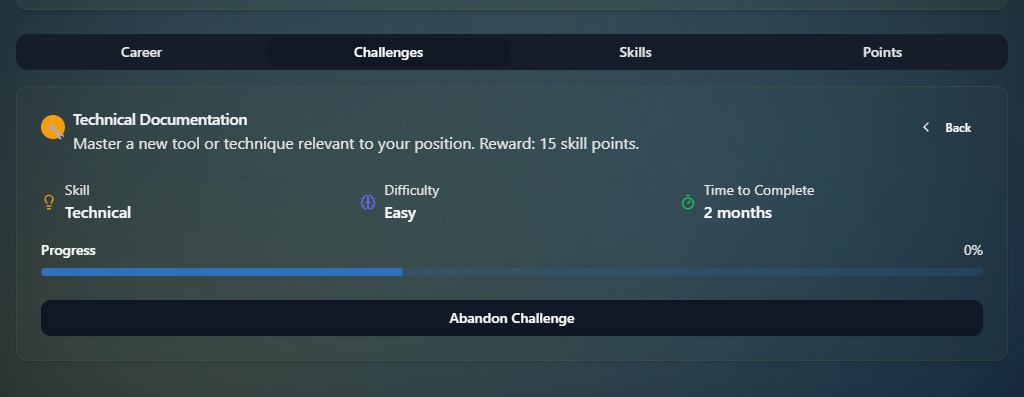 Career
Challenges
Skills
Points
Technical Documentation
Master a new tool or technique relevant to your position. Reward: 15 skill points.
Back
Skill
Technical
Difficulty
Easy
Time to Complete
2 months
Progress
0%
Abandon Challenge